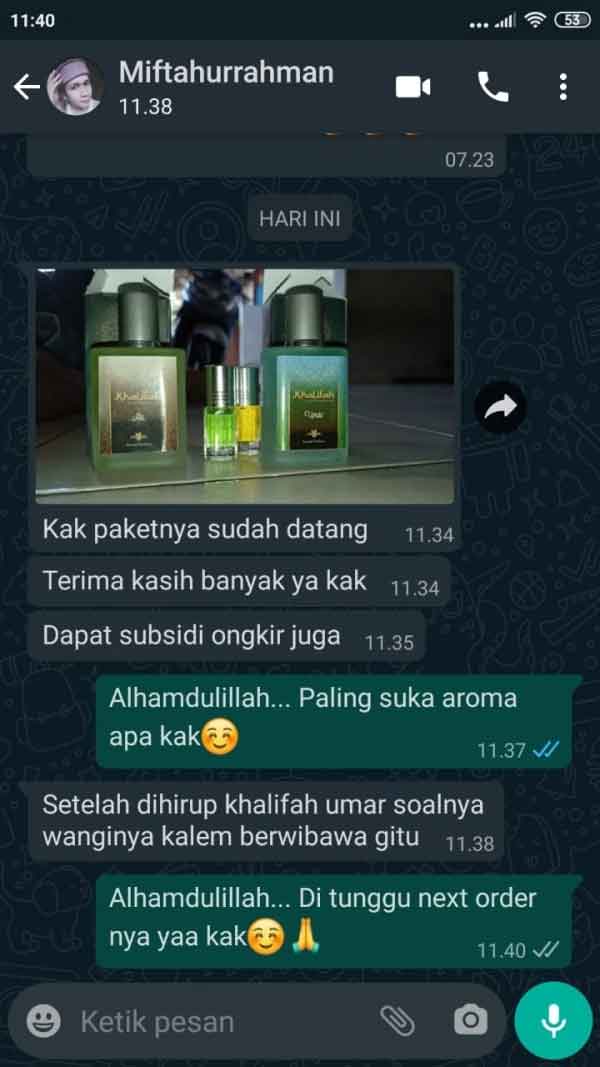 11:40
53
Miftahurrahman
11.38
07.23
HARI INI
Khalifah
Khalifah
Umar
Kak paketnya sudah datang 11.34
Terima kasih banyak ya kak 11.34
Dapat subsidi ongkir juga 11.35
Alhamdulillah... Paling suka aroma
apa kak☺️
11.37
Setelah dihirup khalifah umar soalnya
wanginya kalem berwibawa gitu 11.38
Alhamdulillah... Di tunggu next order
nya yaa kak☺️🙏
11.40
Ketik pesan